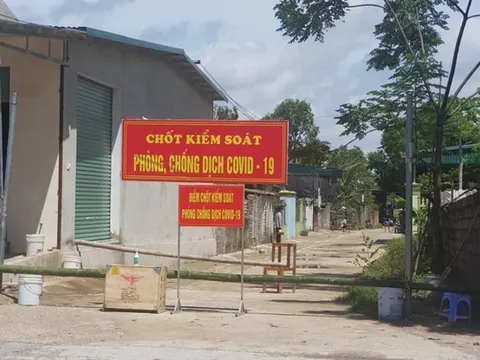 CHỐT KIỂM SOÁT
PHÒNG, CHỐNG DỊCH COVID - 19
ĐIỂM CHỐT KIỂM SOÁT
PHÒNG CHỐNG DỊCH COVID-19